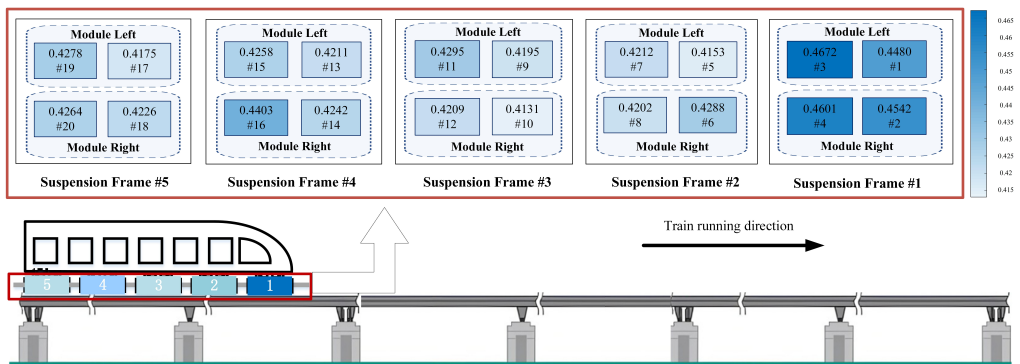 Module Left
0.4278 0.4175
#19 #17
0.4264 0.4226
#20 #18
Module Right
Suspension Frame #5
Module Left
0.4258 0.4211
#15 #13
0.4403 0.4242
#16 #14
Module Right
Suspension Frame #4
Module Left
0.4295 0.4195
#11 #9
0.4209 0.4131
#12 #10
Module Right
Suspension Frame #3
Module Left
0.4212 0.4153
#7 #5
0.4202 0.4288
#8 #6
Module Right
Suspension Frame #2
Module Left
0.4672 0.4480
#3 #1
0.4601 0.4542
#4 #2
Module Right
Suspension Frame #1
0.465
0.46
0.455
0.45
0.445
0.44
0.435
0.43
0.425
0.42
0.415
Train running direction
5 4 3 2 1